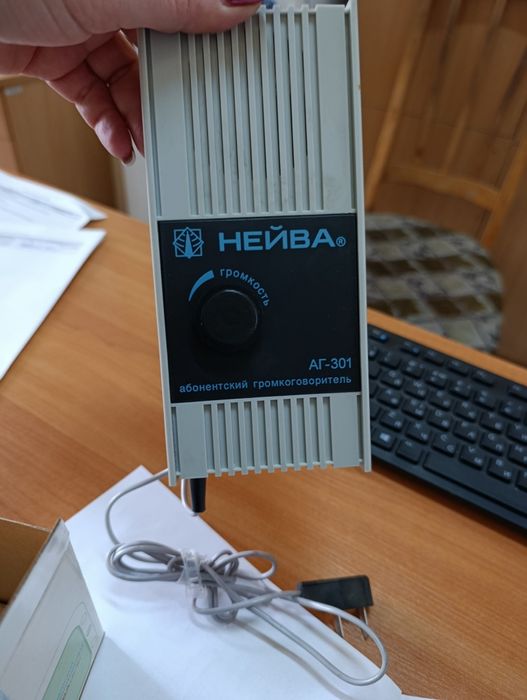 НЕЙВА®
громкость
АГ-301
абонентский громкоговоритель